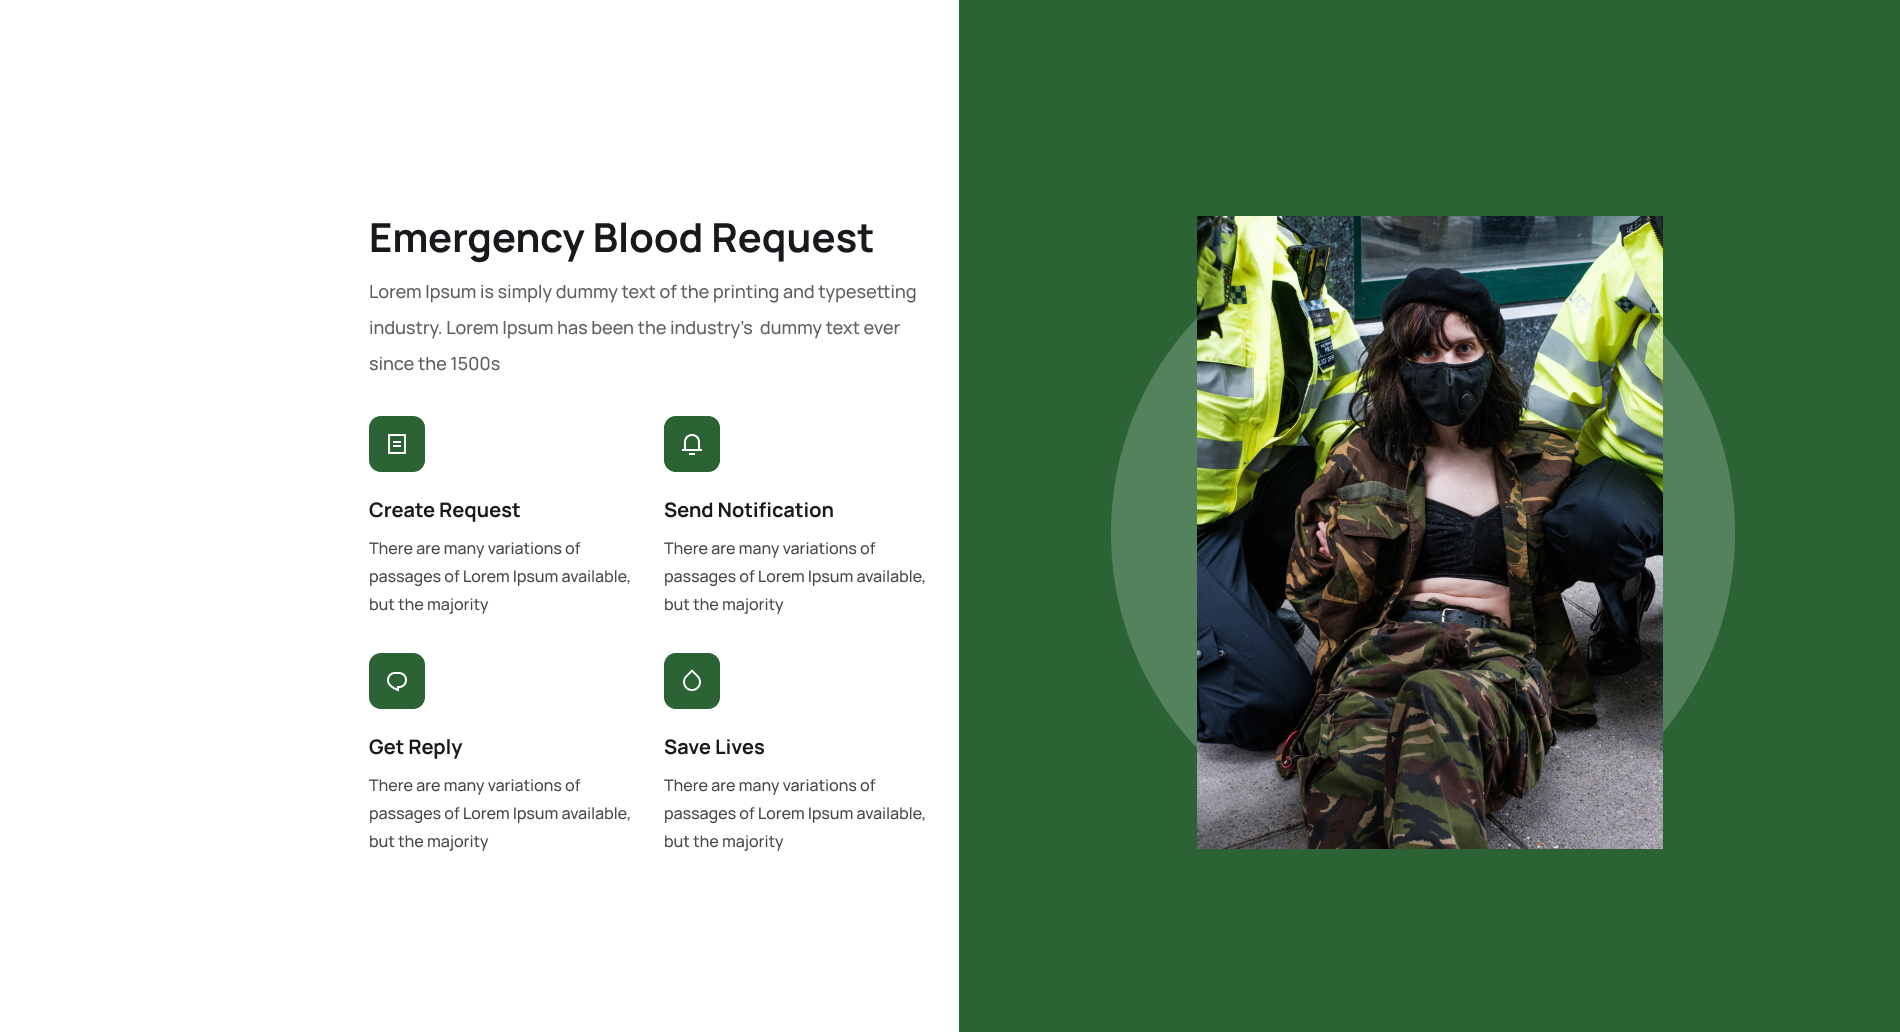 Emergency Blood Request
Lorem Ipsum is simply dummy text of the printing and typesetting
industry. Lorem Ipsum has been the industry's  dummy text ever
since the 1500s
Create Request
There are many variations of
passages of Lorem Ipsum available,
but the majority
Send Notification
There are many variations of
passages of Lorem Ipsum available,
but the majority
Get Reply
There are many variations of
passages of Lorem Ipsum available,
but the majority
Save Lives
There are many variations of
passages of Lorem Ipsum available,
but the majority